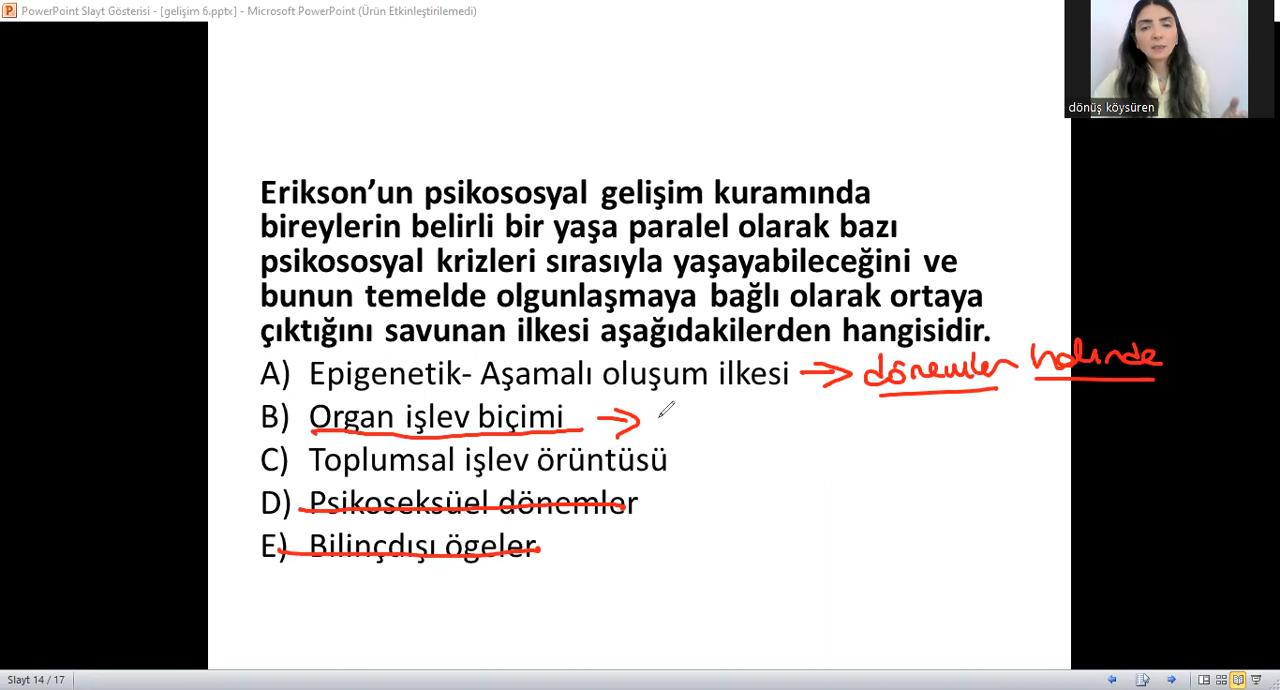 PowerPoint Slayt Gösterisi - [gelişim 6.pptx] - Microsoft PowerPoint (Ürün Etkinleştirilemedi)
dönüş köysüren
Erikson’un psikososyal gelişim kuramında
bireylerin belirli bir yaşa paralel olarak bazı
psikososyal krizleri sırasıyla yaşayabileceğini ve
bunun temelde olgunlaşmaya bağlı olarak ortaya
çıktığını savunan ilkesi aşağıdakilerden hangisidir.
A) Epigenetik- Aşamalı oluşum ilkesi → dönemler halinde
B) Organ işlev biçimi →
C) Toplumsal işlev örüntüsü
D) Psikoseksüel dönemler
E) Bilinçdışı ögeler
Slayt 14 / 17